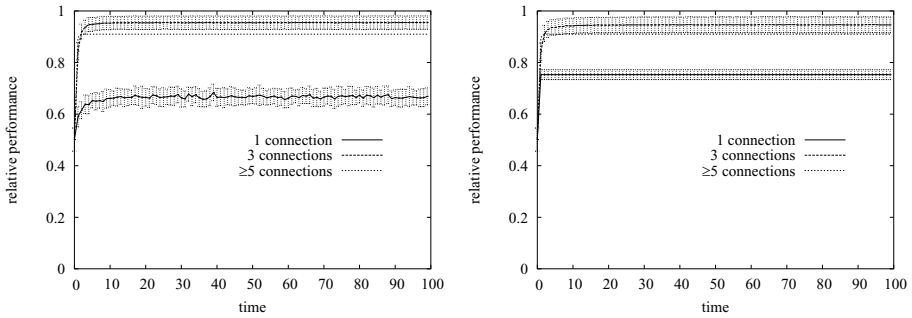 1
0.8
0.6
0.4
0.2
0
relative performance
1 connection
3 connections
≥5 connections
0 10 20 30 40 50 60 70 80 90 100
time
1
0.8
0.6
0.4
0.2
0
relative performance
1 connection
3 connections
≥5 connections
0 10 20 30 40 50 60 70 80 90 100
time